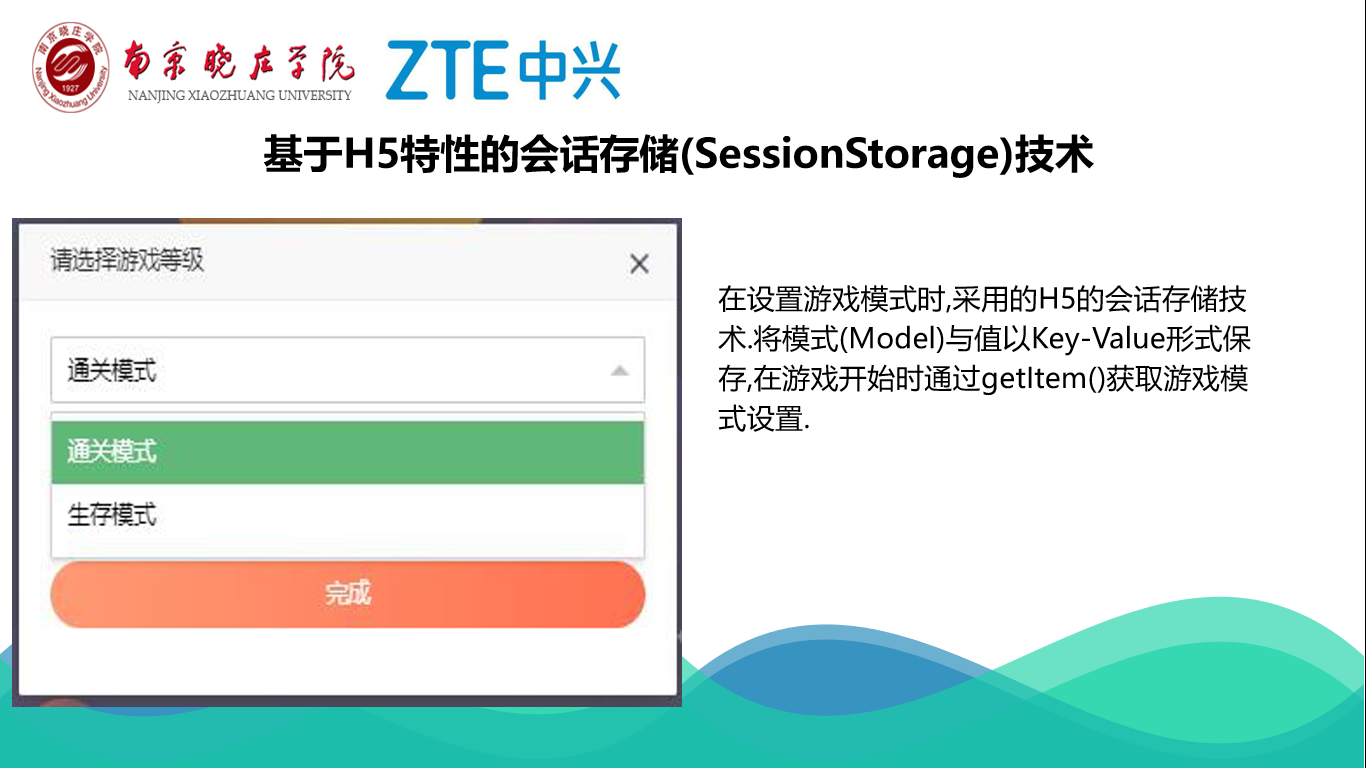 南京晓庄学院
NANJING XIAOZHUANG UNIVERSITY
南京晓庄学院
1927
Nanjing Xiaozhuang University
ZTE中兴
基于H5特性的会话存储(SessionStorage)技术
请选择游戏等级
通关模式
通关模式
生存模式
完成
在设置游戏模式时,采用的H5的会话存储技
术.将模式(Model)与值以Key-Value形式保
存,在游戏开始时通过getItem()获取游戏模
式设置.